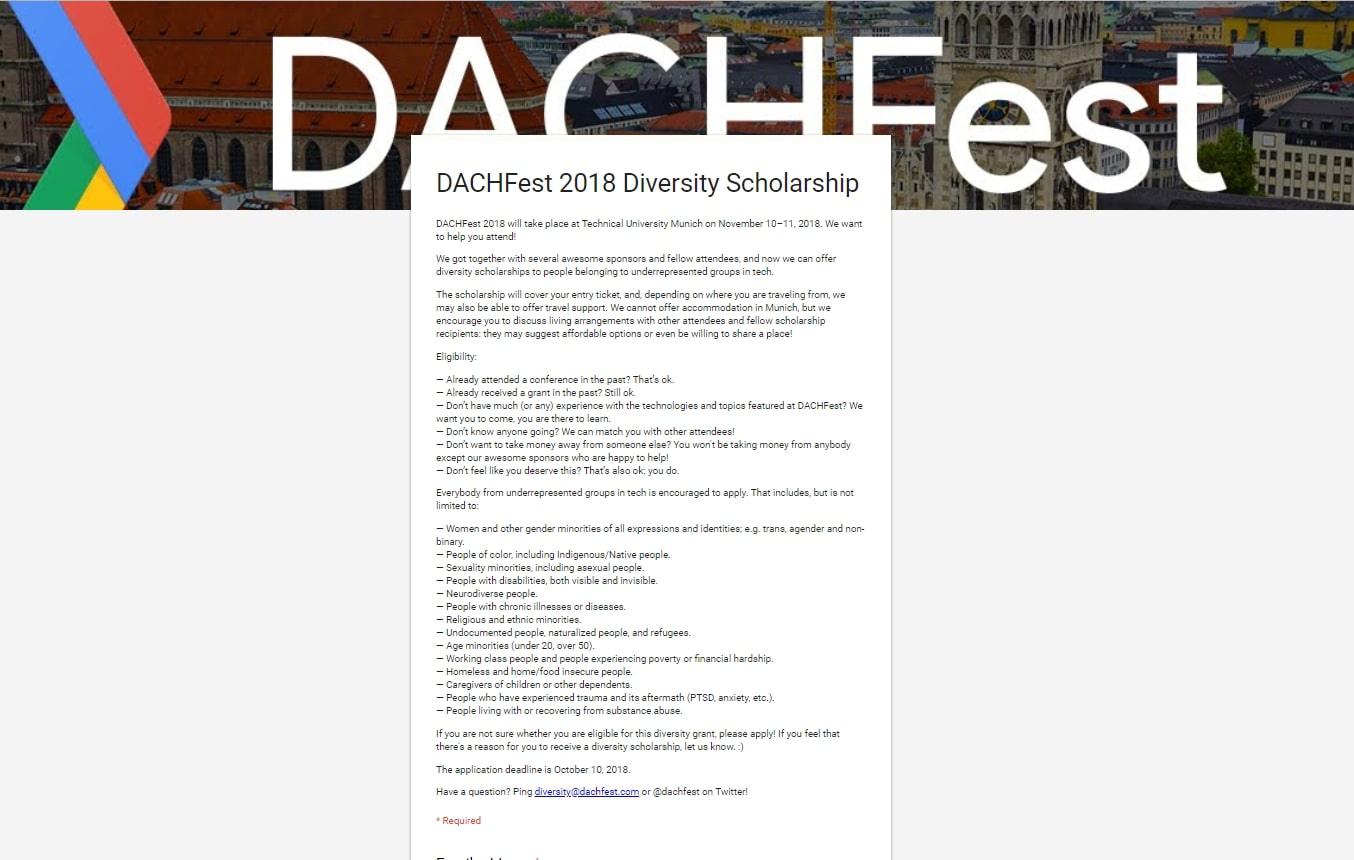 DACHFest
DACHFest 2018 Diversity Scholarship
DACHFest 2018 will take place at Technical University Munich on November 10–11, 2018. We want
to help you attend!
We got together with several awesome sponsors and fellow attendees, and now we can offer
diversity scholarships to people belonging to underrepresented groups in tech.
The scholarship will cover your entry ticket, and, depending on where you are traveling from, we
may also be able to offer travel support. We cannot offer accommodation in Munich, but we
encourage you to discuss living arrangements with other attendees and fellow scholarship
recipients: they may suggest affordable options or even be willing to share a place!
Eligibility:
— Already attended a conference in the past? That's ok.
— Already received a grant in the past? Still ok.
— Don't have much (or any) experience with the technologies and topics featured at DACHFest? We
want you to come, you are there to learn.
— Don't know anyone going? We can match you with other attendees!
— Don't want to take money away from someone else? You won't be taking money from anybody
except our awesome sponsors who are happy to help!
— Don't feel like you deserve this? That's also ok: you do.
Everybody from underrepresented groups in tech is encouraged to apply. That includes, but is not
limited to:
— Women and other gender minorities of all expressions and identities; e.g. trans, agender and non-
binary.
— People of color, including Indigenous/Native people.
— Sexuality minorities, including asexual people.
— People with disabilities, both visible and invisible.
— Neurodiverse people.
— People with chronic illnesses or diseases.
— Religious and ethnic minorities.
— Undocumented people, naturalized people, and refugees.
— Age minorities (under 20, over 50).
— Working class people and people experiencing poverty or financial hardship.
— Homeless and home/food insecure people.
— Caregivers of children or other dependents.
— People who have experienced trauma and its aftermath (PTSD, anxiety, etc.).
— People living with or recovering from substance abuse.
If you are not sure whether you are eligible for this diversity grant, please apply! If you feel that
there's a reason for you to receive a diversity scholarship, let us know. :)
The application deadline is October 10, 2018.
Have a question? Ping diversity@dachfest.com or @dachfest on Twitter!
* Required